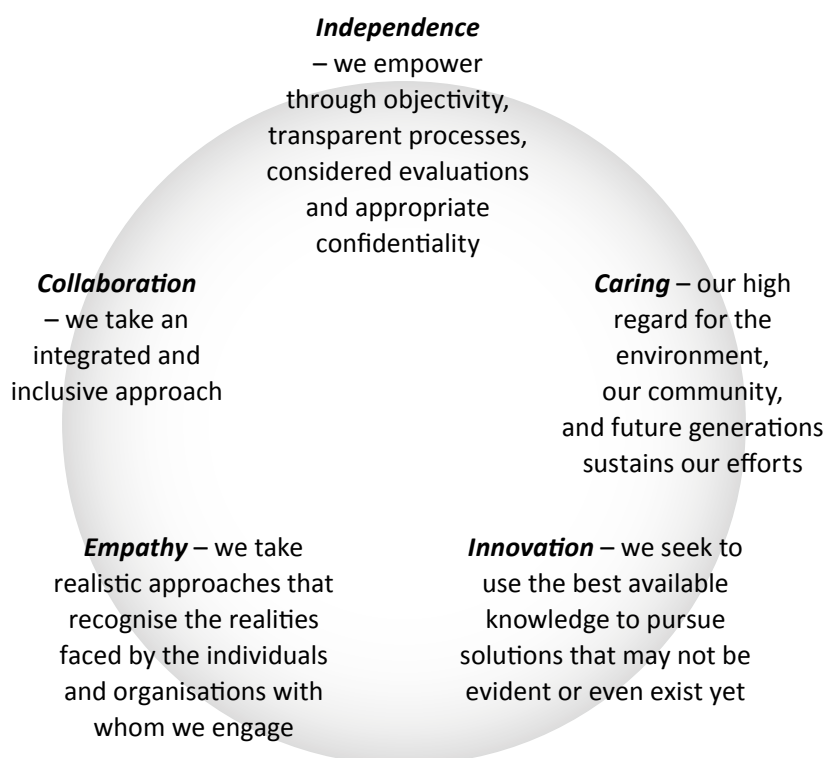 Independence
– we empower
through objectivity,
transparent processes,
considered evaluations
and appropriate
confidentiality
Collaboration
– we take an
integrated and
inclusive approach
Caring – our high
regard for the
environment,
our community,
and future generations
sustains our efforts
Empathy – we take
realistic approaches that
recognise the realities
faced by the individuals
and organisations with
whom we engage
Innovation – we seek to
use the best available
knowledge to pursue
solutions that may not be
evident or even exist yet